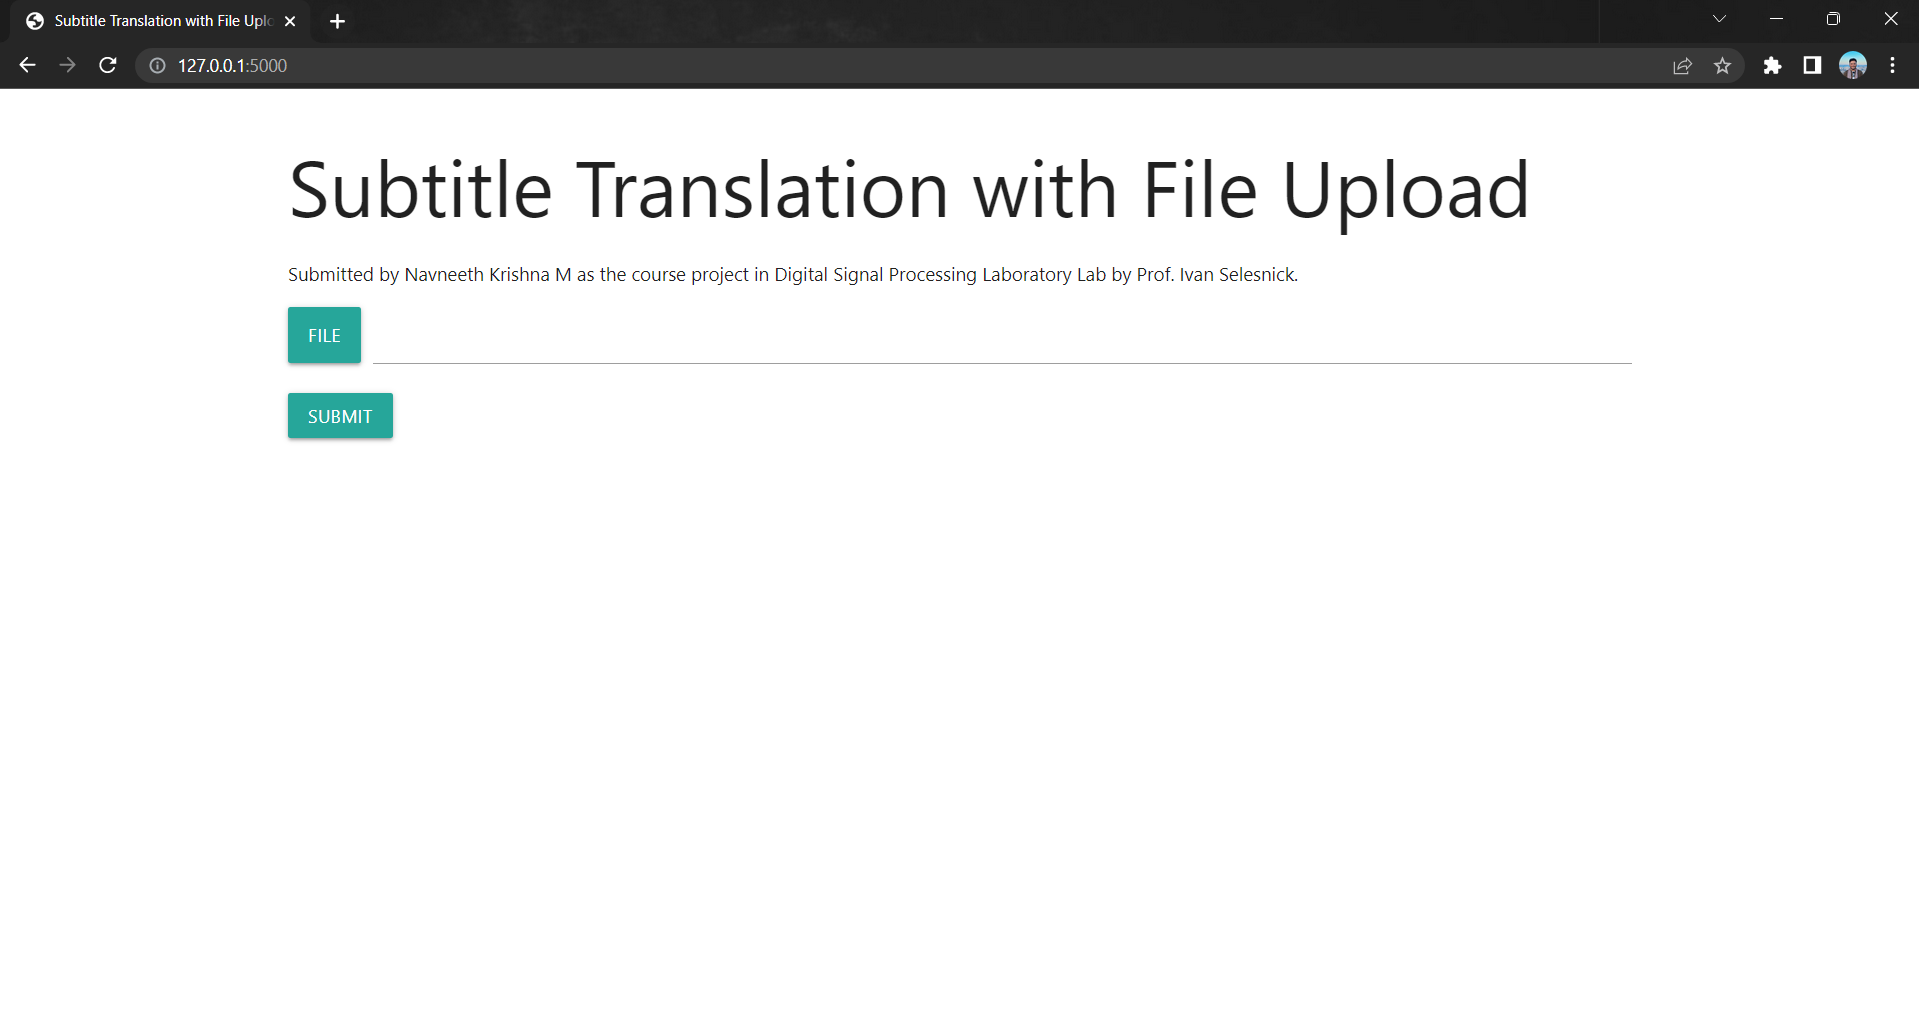 Subtitle Translation with File Uplo
127.0.0.1:5000
Subtitle Translation with File Upload
Submitted by Navneeth Krishna M as the course project in Digital Signal Processing Laboratory Lab by Prof. Ivan Selesnick.
FILE
SUBMIT